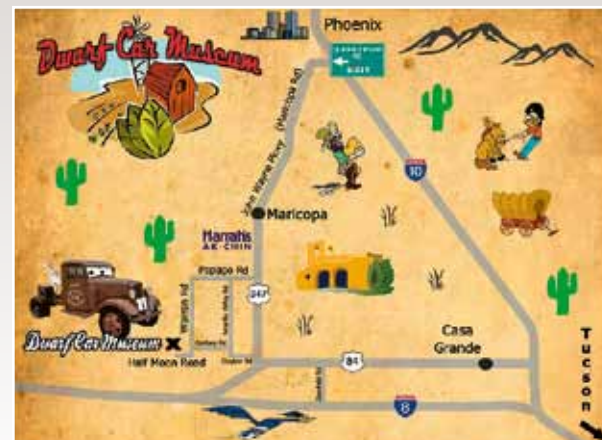 Phoenix
Dwarf Car Museum
John Wayne Pkwy
(Maricopa Rd)
10
Maricopa
Harrah's
AK-CHIN
Papago Rd
347
Dwarf Car Museum
X
Half Moon Road
84
Casa
Grande
8
Tucson